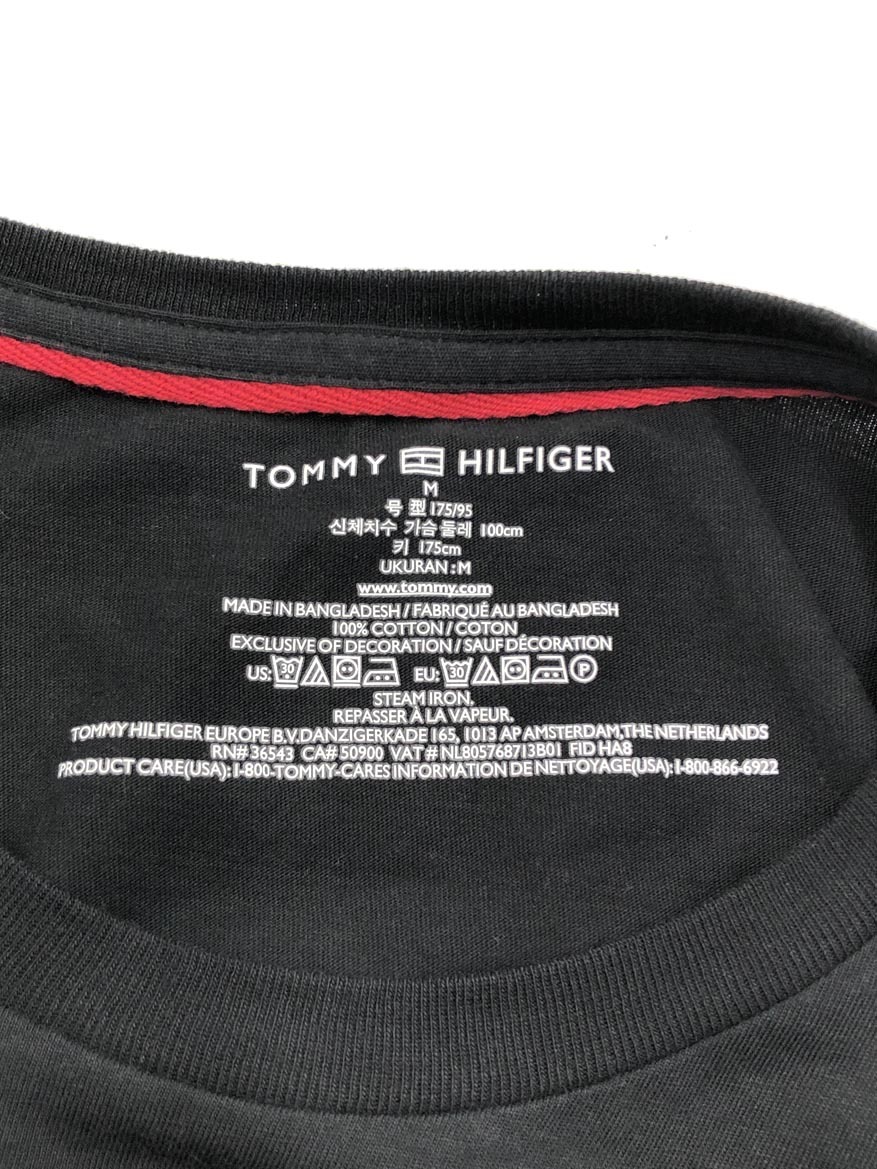 TOMMY HILFIGER
M
号 型 175/95
신체치수 가슴 둘레 100cm
키 175cm
UKURAN : M
www.tommy.com
MADE IN BANGLADESH / FABRIQUÉ AU BANGLADESH
100% COTTON / COTON
EXCLUSIVE OF DECORATION / SAUF DÉCORATION
US: 30 EU: 30 P
STEAM IRON.
REPASSER À LA VAPEUR.
TOMMY HILFIGER EUROPE B.V. DANZIGERKADE 165, 1013 AP AMSTERDAM, THE NETHERLANDS
RN# 36543 CA# 50900 VAT # NL805768713B01 FID HA8
PRODUCT CARE(USA): 1-800-TOMMY-CARES INFORMATION DE NETTOYAGE(USA): 1-800-866-6922